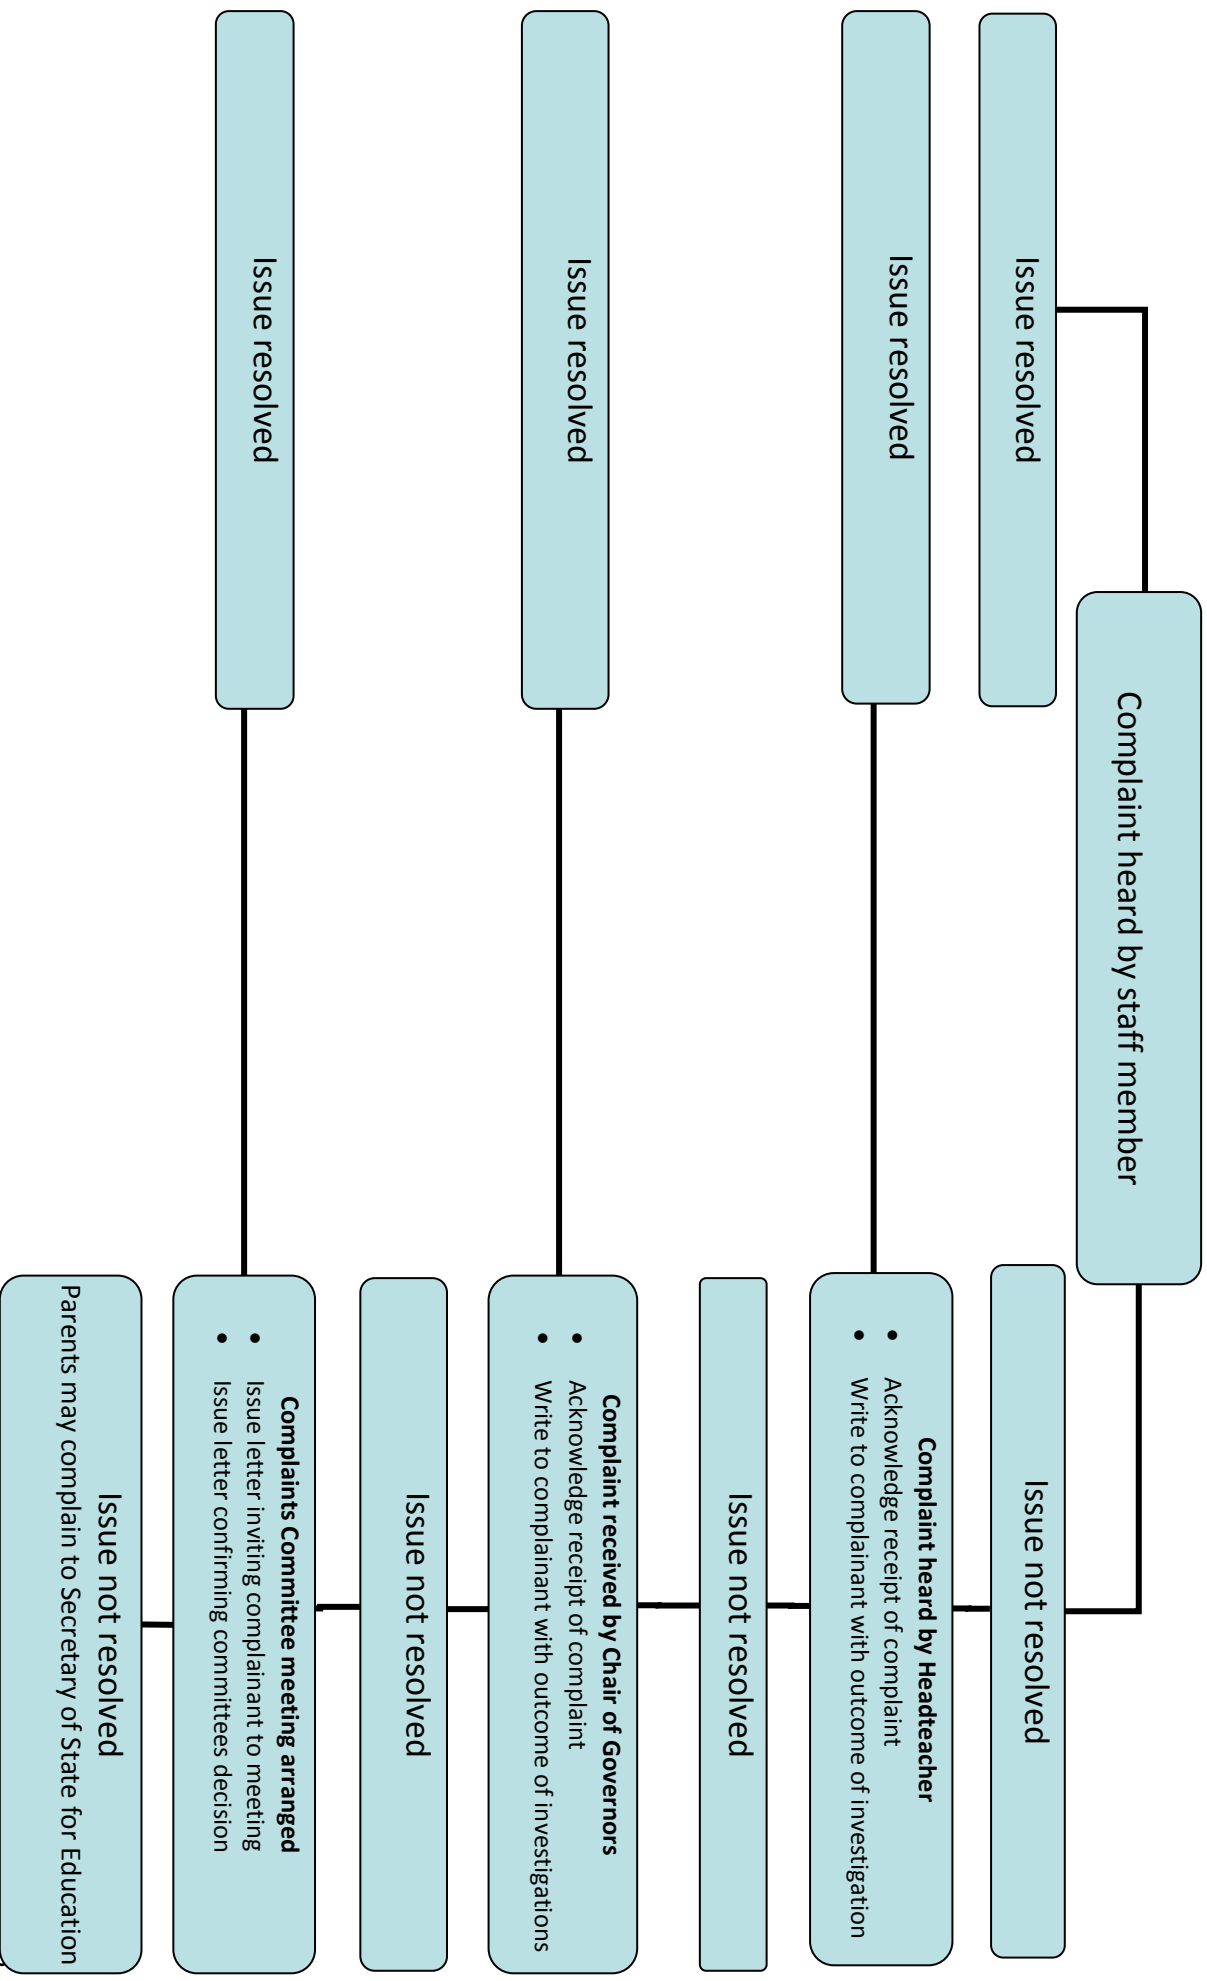 Complaint heard by staff member
Issue resolved
Issue not resolved
Issue resolved
Complaint heard by Headteacher
• Acknowledge receipt of complaint
• Write to complainant with outcome of investigation
Issue not resolved
Issue resolved
Complaint received by Chair of Governors
• Acknowledge receipt of complaint
• Write to complainant with outcome of investigations
Issue not resolved
Issue resolved
Complaints Committee meeting arranged
• Issue letter inviting complainant to meeting
• Issue letter confirming committees decision
Issue not resolved
Parents may complain to Secretary of State for Education